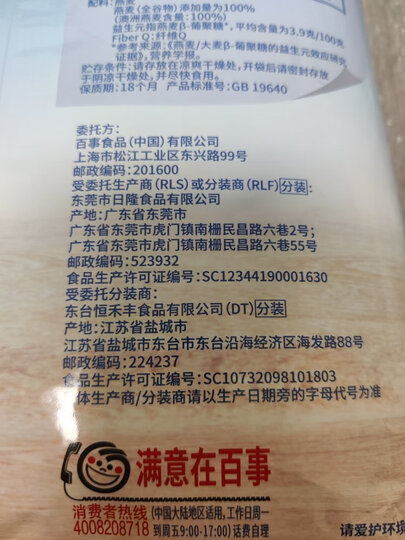 配料：燕麦
燕麦(全谷物)添加量为100%
(澳洲燕麦含量：100%)
益生元指燕麦β-葡聚糖*，平均含量为3.9克/100克
Fiber Q：纤维Q
*参考来源：《燕麦/大麦β-葡聚糖的益生元效应研究
证据》，营养学报。
贮存条件：请存放在凉爽干燥处，开袋后请密封存放
于阴凉干燥处，并尽快食用。
保质期：18个月 产品标准号：GB 19640
委托方：
百事食品(中国)有限公司
上海市松江工业区东兴路99号
邮政编码：201600
受委托生产商(RLS)或分装商(RLF)分装：
东莞市日隆食品有限公司
产地：广东省东莞市
广东省东莞市虎门镇南栅民昌路六巷2号；
广东省东莞市虎门镇南栅民昌路六巷55号
邮政编码：523932
食品生产许可证编号：SC12344190001630
受委托分装商：
东台恒禾丰食品有限公司(DT)分装
产地：江苏省盐城市
江苏省盐城市东台市东台沿海经济区海发路88号
邮政编码：224237
食品生产许可证编号：SC10732098101803
体生产商/分装商请以生产日期旁的字母代号为准
满意在百事
消费者热线
4008208718
(中国大陆地区适用，工作日周一
到周五9:00-17:00)话费自理
请爱护环境